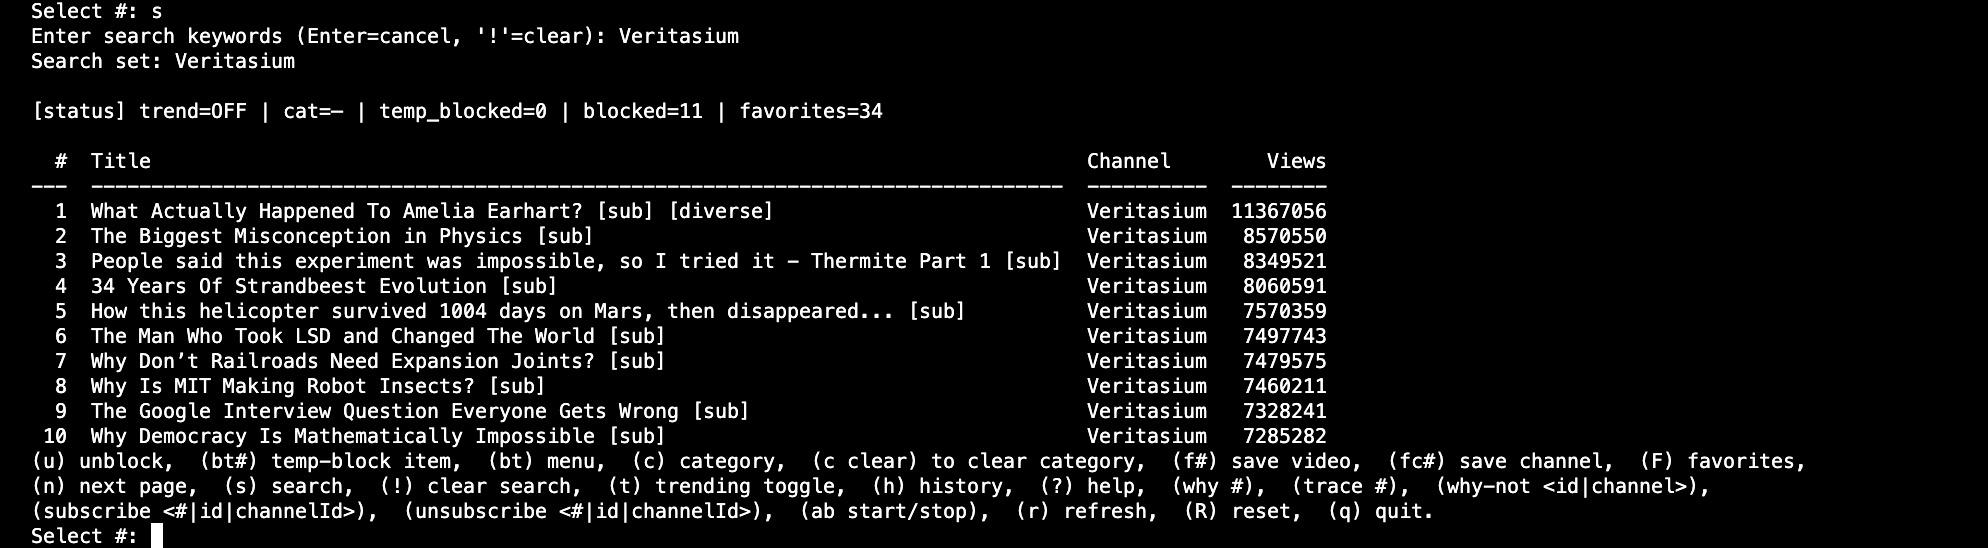 Select #: s
Enter search keywords (Enter=cancel, '!'=clear): Veritasium
Search set: Veritasium
[status] trend=OFF | cat=— | temp_blocked=0 | blocked=11 | favorites=34
# Title Channel Views
--- --------------------------------------------------------------------------------- ---------- --------
1 What Actually Happened To Amelia Earhart? [sub] [diverse] Veritasium 11367056
2 The Biggest Misconception in Physics [sub] Veritasium 8570550
3 People said this experiment was impossible, so I tried it – Thermite Part 1 [sub] Veritasium 8349521
4 34 Years Of Strandbeest Evolution [sub] Veritasium 8060591
5 How this helicopter survived 1004 days on Mars, then disappeared... [sub] Veritasium 7570359
6 The Man Who Took LSD and Changed The World [sub] Veritasium 7497743
7 Why Don’t Railroads Need Expansion Joints? [sub] Veritasium 7479575
8 Why Is MIT Making Robot Insects? [sub] Veritasium 7460211
9 The Google Interview Question Everyone Gets Wrong [sub] Veritasium 7328241
10 Why Democracy Is Mathematically Impossible [sub] Veritasium 7285282
(u) unblock, (bt#) temp-block item, (bt) menu, (c) category, (c clear) to clear category, (f#) save video, (fc#) save channel, (F) favorites,
(n) next page, (s) search, (!) clear search, (t) trending toggle, (h) history, (?) help, (why #), (trace #), (why-not <id|channel>),
(subscribe <#|id|channelId>), (unsubscribe <#|id|channelId>), (ab start/stop), (r) refresh, (R) reset, (q) quit.
Select #: